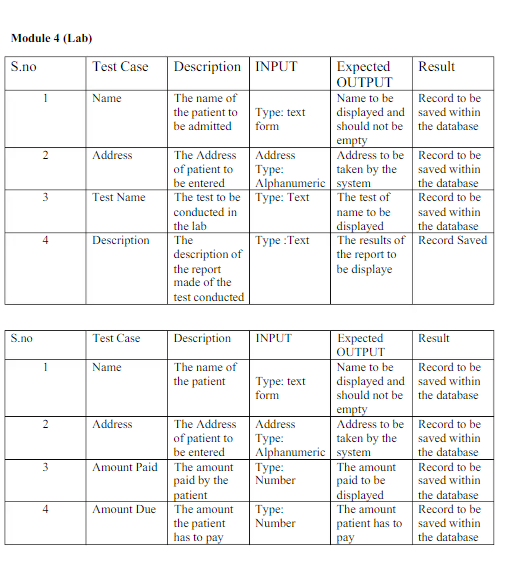 Module 4 (Lab)
S.no Test Case Description INPUT Expected OUTPUT Result
1 Name The name of the patient to be admitted Type: text form Name to be displayed and should not be empty Record to be saved within the database
2 Address The Address of patient to be entered Address Type: Alphanumeric Address to be taken by the system Record to be saved within the database
3 Test Name The test to be conducted in the lab Type: Text The test of name to be displayed Record to be saved within the database
4 Description The description of the report made of the test conducted Type :Text The results of the report to be displaye Record Saved
S.no Test Case Description INPUT Expected OUTPUT Result
1 Name The name of the patient Type: text form Name to be displayed and should not be empty Record to be saved within the database
2 Address The Address of patient to be entered Address Type: Alphanumeric Address to be taken by the system Record to be saved within the database
3 Amount Paid The amount paid by the patient Type: Number The amount paid to be displayed Record to be saved within the database
4 Amount Due The amount the patient has to pay Type: Number The amount patient has to pay Record to be saved within the database